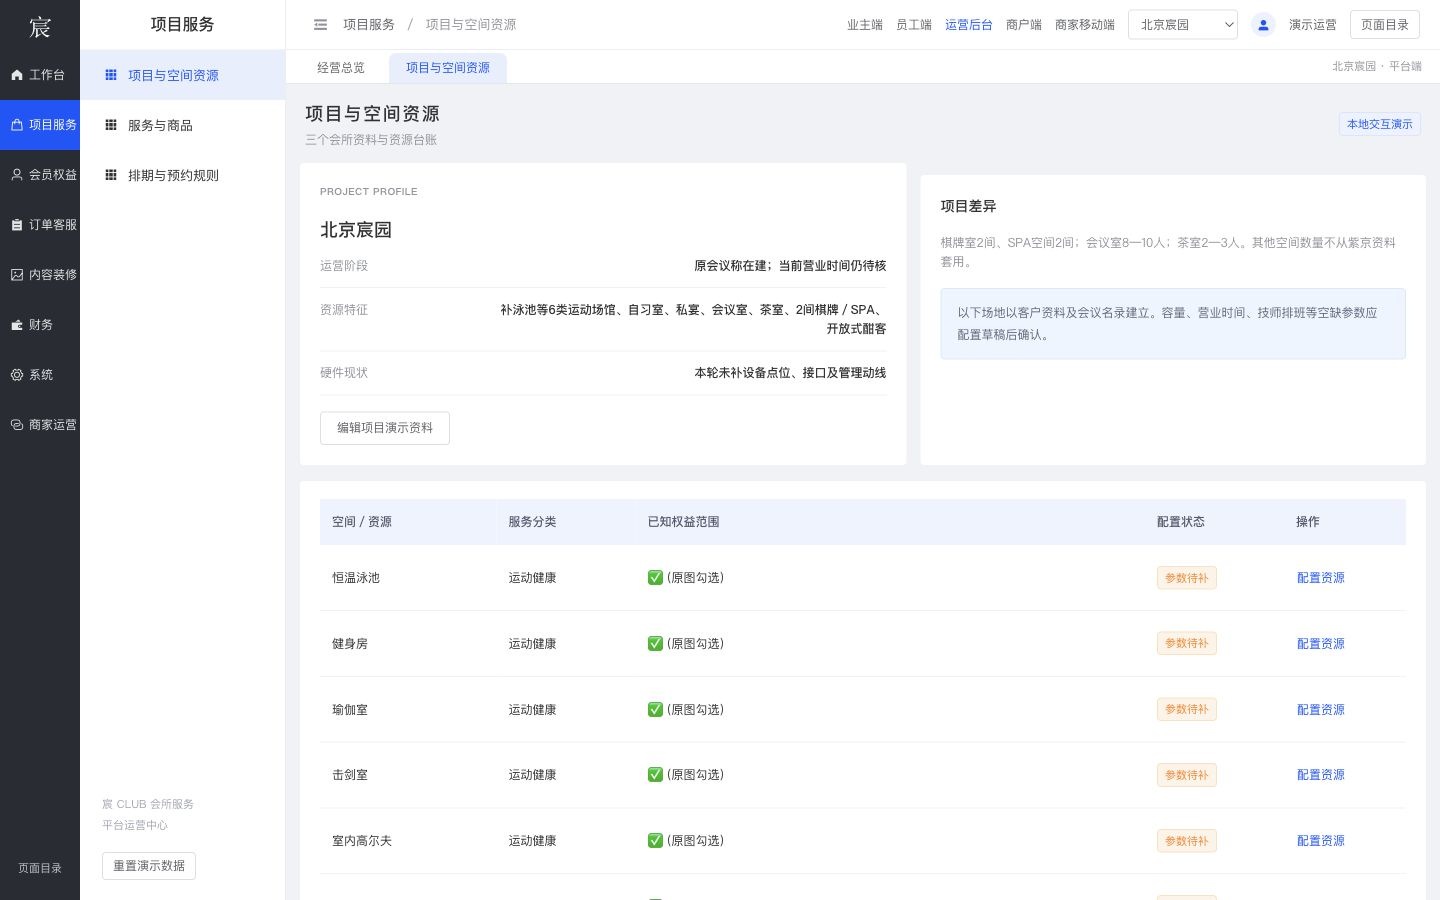 宸
工作台
项目服务
会员权益
订单客服
内容装修
财务
系统
商家运营
页面目录
项目服务
项目与空间资源
服务与商品
排期与预约规则
宸 CLUB 会所服务
平台运营中心
重置演示数据
项目服务 / 项目与空间资源
业主端 员工端 运营后台 商户端 商家移动端 北京宸园 演示运营 页面目录
经营总览 项目与空间资源
北京宸园 · 平台端
项目与空间资源
三个会所资料与资源台账
本地交互演示
PROJECT PROFILE
北京宸园
运营阶段 原会议称在建；当前营业时间仍待核
资源特征 补泳池等6类运动场馆、自习室、私宴、会议室、茶室、2间棋牌 / SPA、
开放式酣客
硬件现状 本轮未补设备点位、接口及管理动线
编辑项目演示资料
项目差异
棋牌室2间、SPA空间2间；会议室8—10人；茶室2—3人。其他空间数量不从紫京资料
套用。
以下场地以客户资料及会议名录建立。容量、营业时间、技师排班等空缺参数应
配置草稿后确认。
空间 / 资源 服务分类 已知权益范围 配置状态 操作
恒温泳池 运动健康 ✅ (原图勾选) 参数待补 配置资源
健身房 运动健康 ✅ (原图勾选) 参数待补 配置资源
瑜伽室 运动健康 ✅ (原图勾选) 参数待补 配置资源
击剑室 运动健康 ✅ (原图勾选) 参数待补 配置资源
室内高尔夫 运动健康 ✅ (原图勾选) 参数待补 配置资源